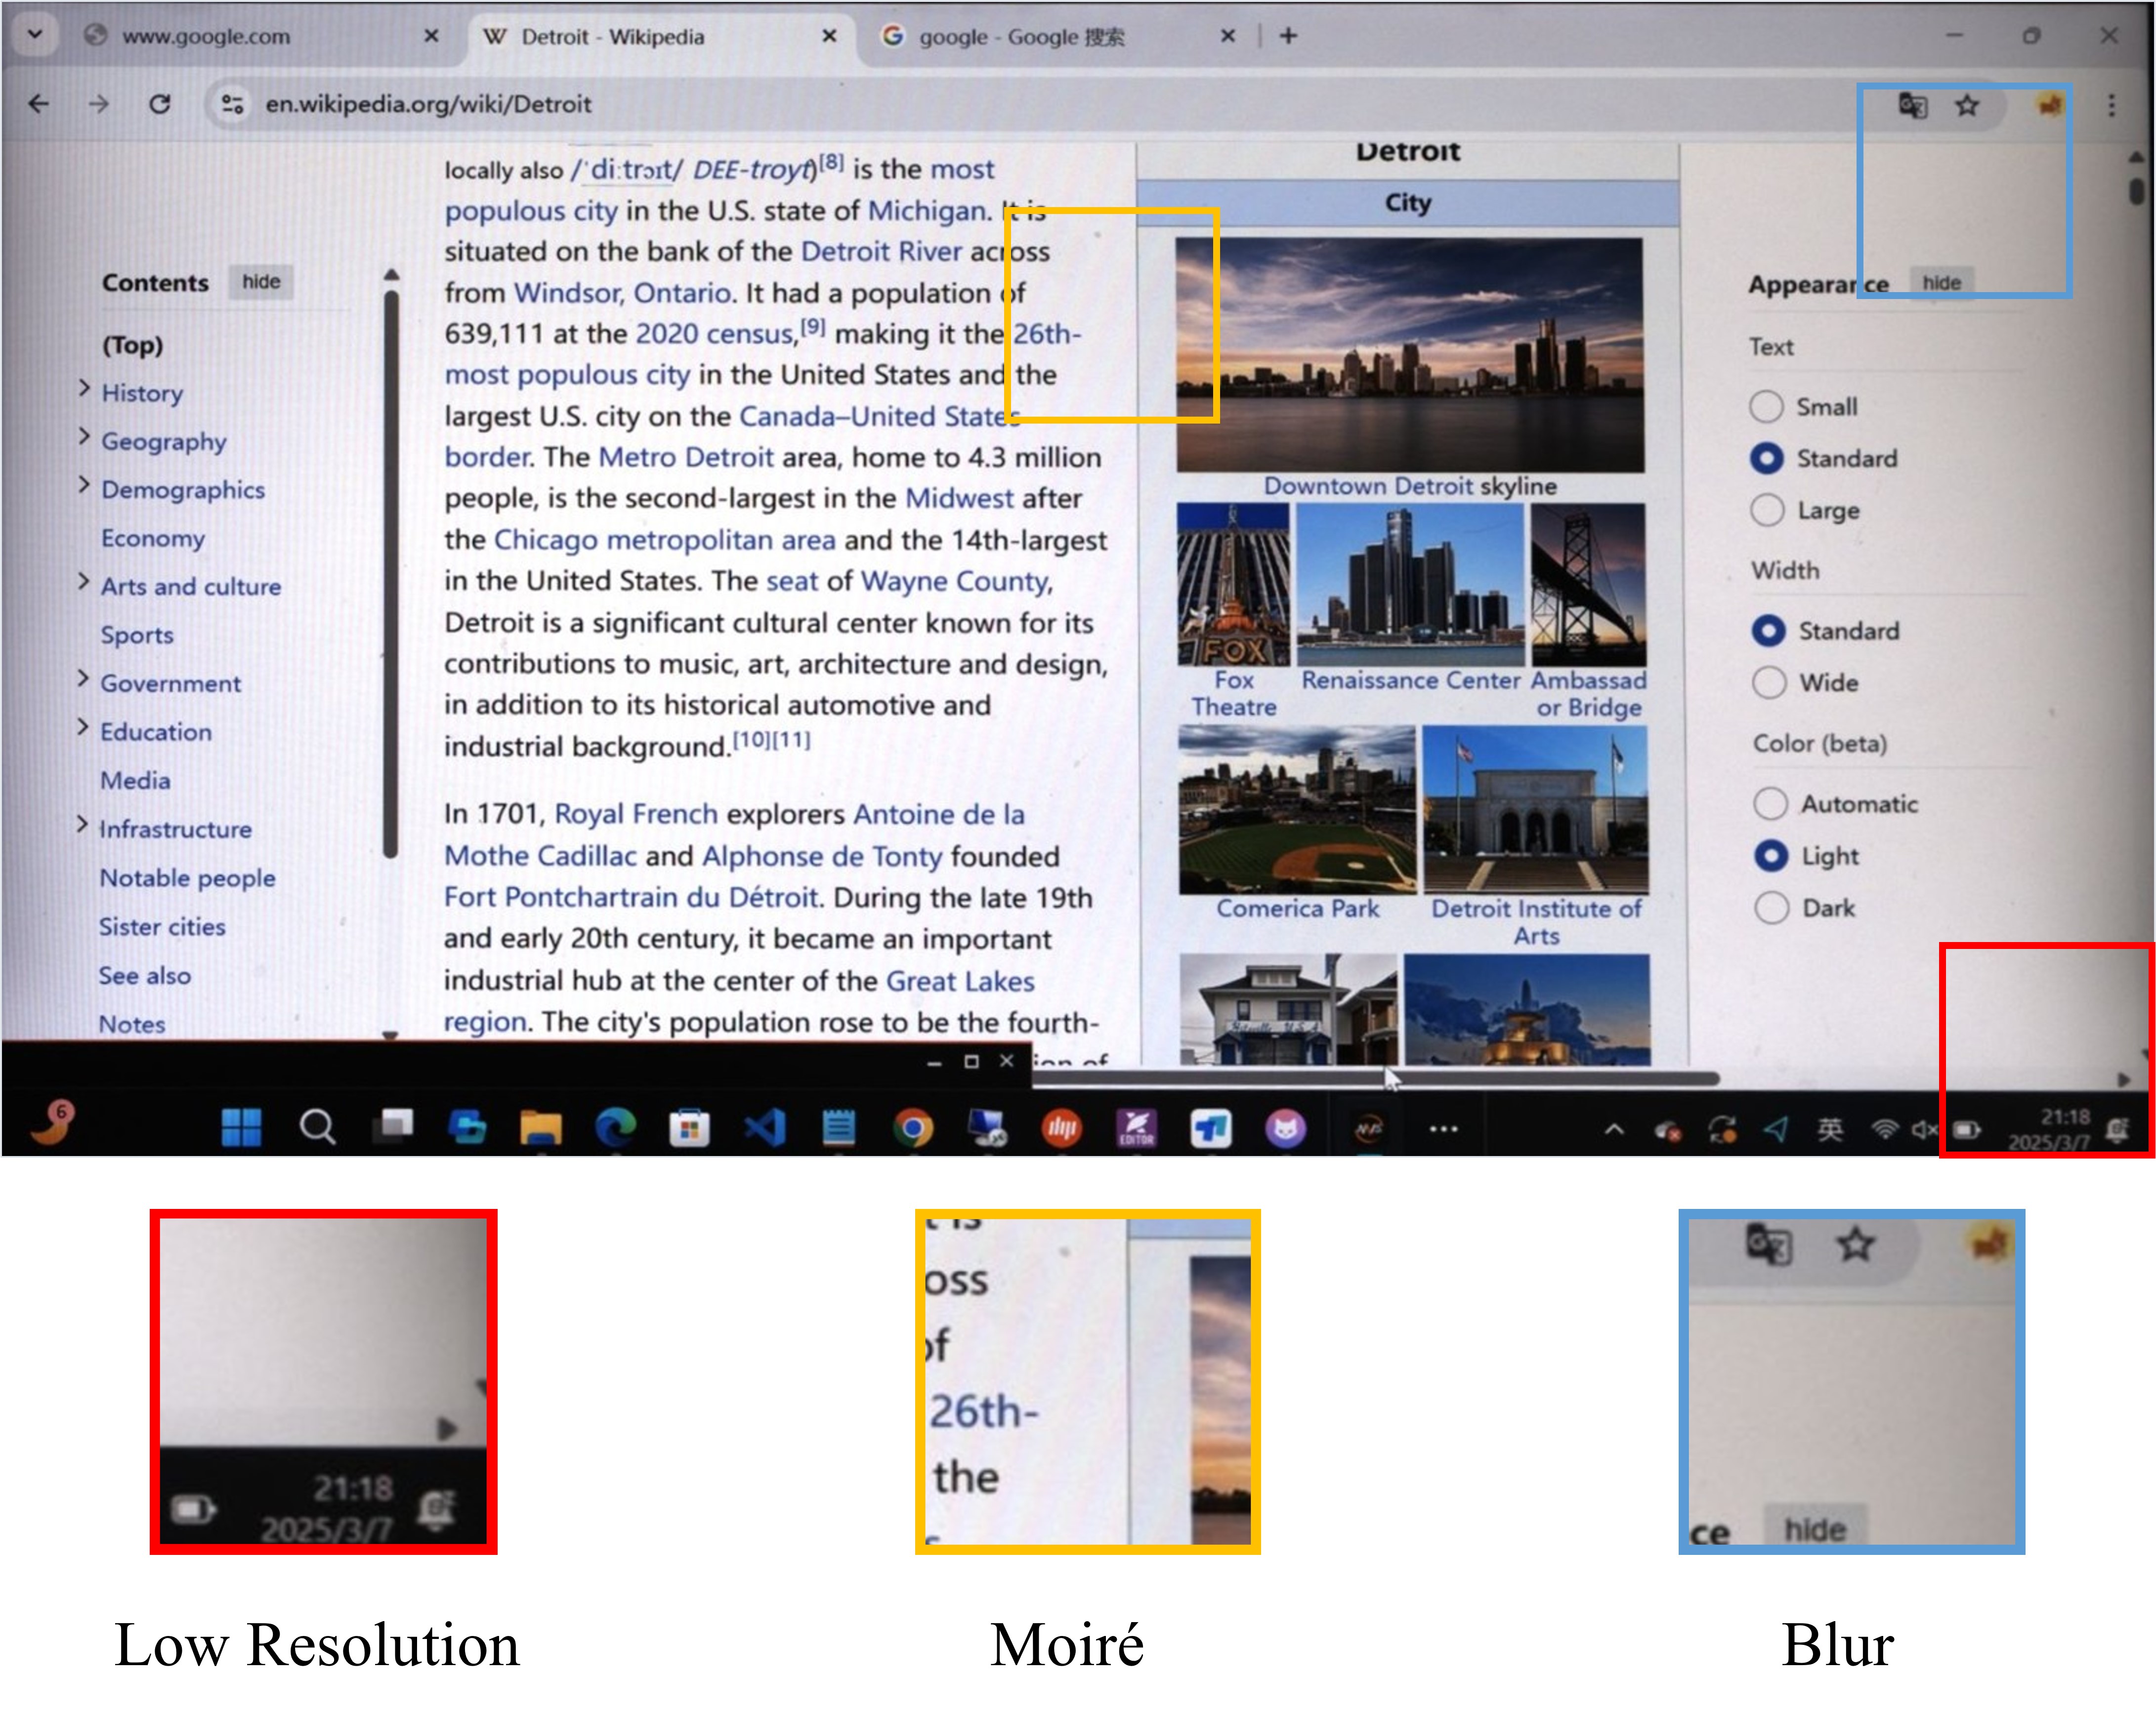 www.google.com
Detroit - Wikipedia
google - Google 搜索
en.wikipedia.org/wiki/Detroit
Contents hide
(Top)
History
Geography
Demographics
Economy
Arts and culture
Sports
Government
Education
Media
Infrastructure
Notable people
Sister cities
See also
Notes
locally also /ˈdiːtrɔɪt/ DEE-troyt)[8] is the most
populous city in the U.S. state of Michigan. It is
situated on the bank of the Detroit River across
from Windsor, Ontario. It had a population of
639,111 at the 2020 census,[9] making it the 26th-
most populous city in the United States and the
largest U.S. city on the Canada–United States
border. The Metro Detroit area, home to 4.3 million
people, is the second-largest in the Midwest after
the Chicago metropolitan area and the 14th-largest
in the United States. The seat of Wayne County,
Detroit is a significant cultural center known for its
contributions to music, art, architecture and design,
in addition to its historical automotive and
industrial background.[10][11]
In 1701, Royal French explorers Antoine de la
Mothe Cadillac and Alphonse de Tonty founded
Fort Pontchartrain du Détroit. During the late 19th
and early 20th century, it became an important
industrial hub at the center of the Great Lakes
region. The city's population rose to be the fourth-
Detroit
City
Downtown Detroit skyline
FOX
Fox
Theatre
Renaissance Center
Ambassad
or Bridge
Comerica Park
Detroit Institute of
Arts
Appearance hide
Text
Small
Standard
Large
Width
Standard
Wide
Color (beta)
Automatic
Light
Dark
6
EDITOR
英
21:18
2025/3/7
21:18
2025/3/7
t is
oss
of
26th-
the
ce hide
Low Resolution
Moiré
Blur